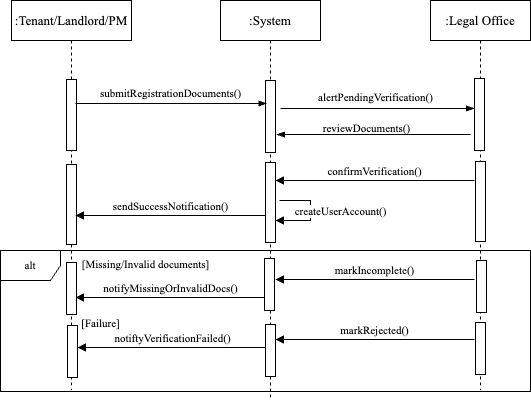 :Tenant/Landlord/PM
:System
:Legal Office
submitRegistrationDocuments()
alertPendingVerification()
reviewDocuments()
confirmVerification()
sendSuccessNotification()
createUserAccount()
alt
[Missing/Invalid documents]
markIncomplete()
notifyMissingOrInvalidDocs()
[Failure]
markRejected()
notiftyVerificationFailed()